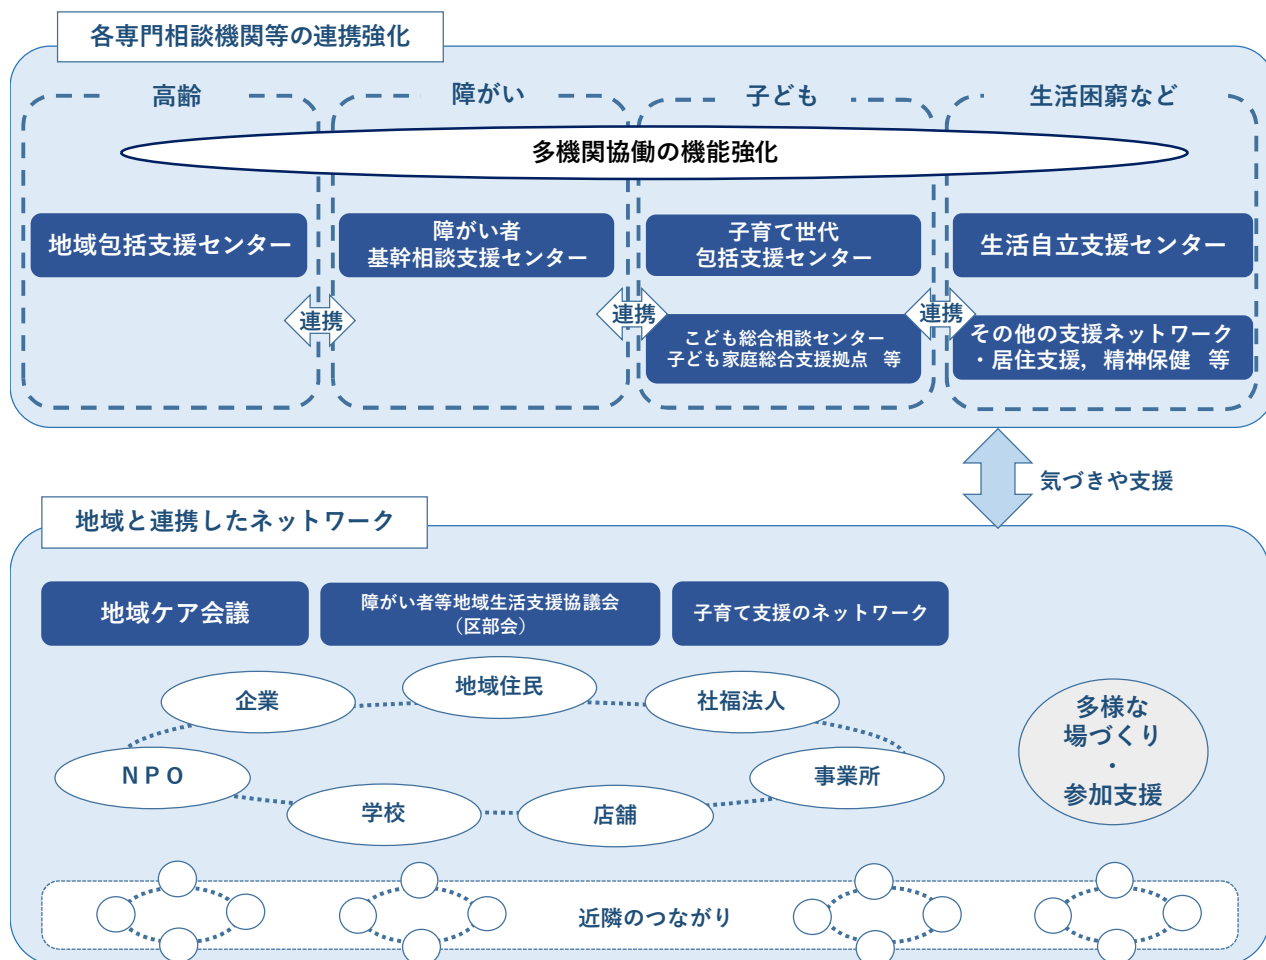 各専門相談機関等の連携強化
高齢
障がい
子ども
生活困窮など
多機関協働の機能強化
地域包括支援センター
障がい者
基幹相談支援センター
子育て世代
包括支援センター
生活自立支援センター
連携
連携
連携
こども総合相談センター
子ども家庭総合支援拠点　等
その他の支援ネットワーク
・居住支援，精神保健　等
気づきや支援
地域と連携したネットワーク
地域ケア会議
障がい者等地域生活支援協議会
（区部会）
子育て支援のネットワーク
企業
地域住民
社福法人
ＮＰＯ
事業所
学校
店舗
多様な
場づくり
・
参加支援
近隣のつながり